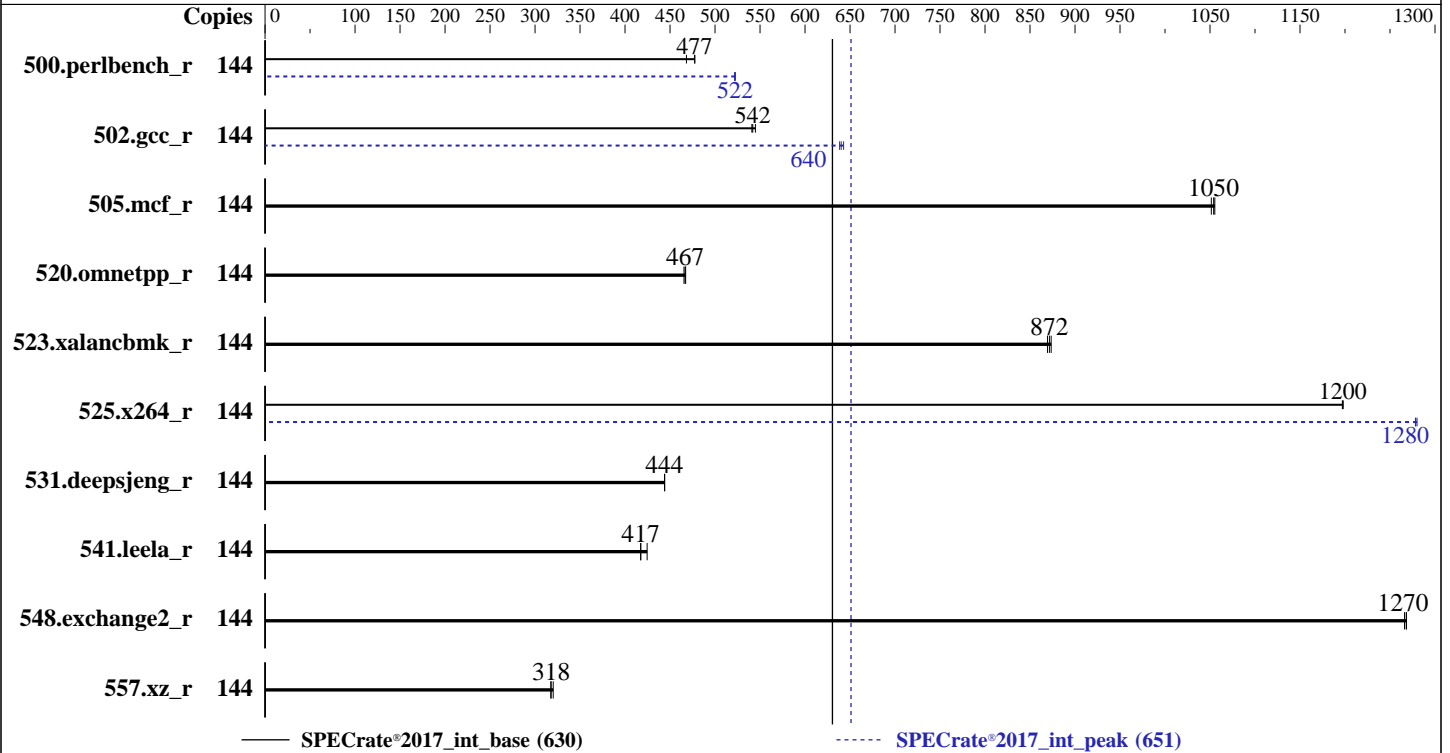 Copies 0 100 150 200 250 300 350 400 450 500 550 600 650 700 750 800 850 900 950 1050 1150 1300
477
500.perlbench_r 144
522
542
502.gcc_r 144
640
1050
505.mcf_r 144
467
520.omnetpp_r 144
872
523.xalancbmk_r 144
1200
525.x264_r 144
1280
444
531.deepsjeng_r 144
417
541.leela_r 144
1270
548.exchange2_r 144
318
557.xz_r 144
SPECrate®2017_int_base (630) SPECrate®2017_int_peak (651)